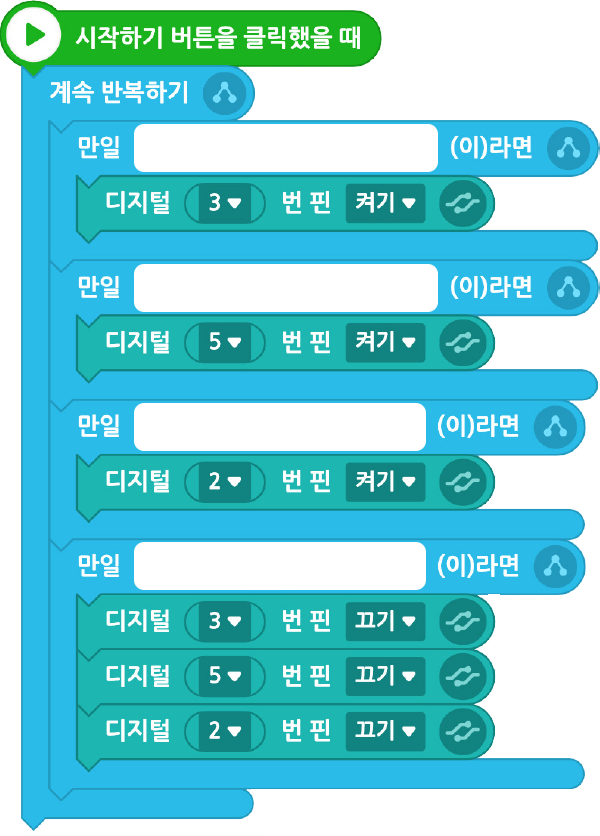 시작하기 버튼을 클릭했을 때
계속 반복하기
만일 (이)라면
디지털 3 번 핀 켜기
만일 (이)라면
디지털 5 번 핀 켜기
만일 (이)라면
디지털 2 번 핀 켜기
만일 (이)라면
디지털 3 번 핀 끄기
디지털 5 번 핀 끄기
디지털 2 번 핀 끄기